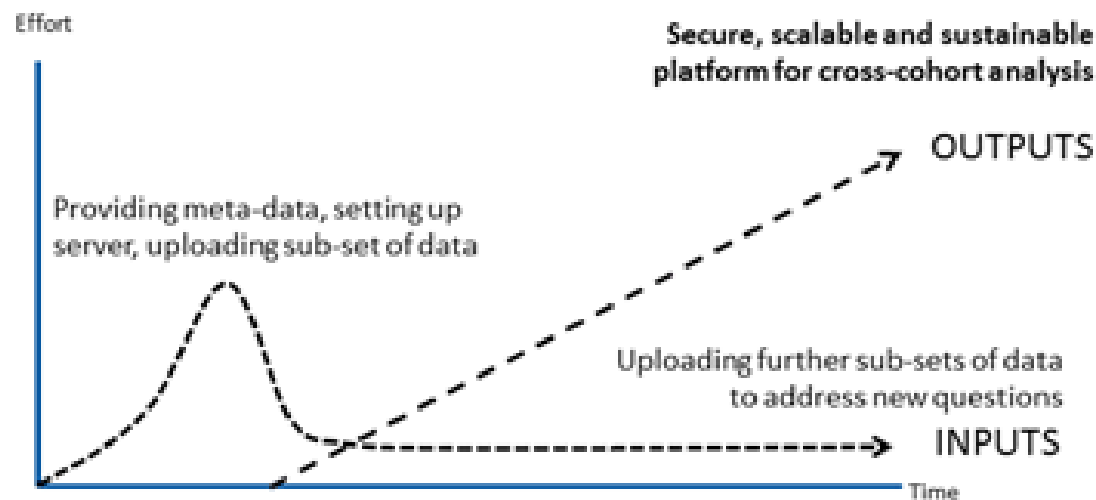 Effort
Secure, scalable and sustainable
platform for cross-cohort analysis
OUTPUTS
Providing meta-data, setting up
server, uploading sub-set of data
Uploading further sub-sets of data
to address new questions
INPUTS
Time